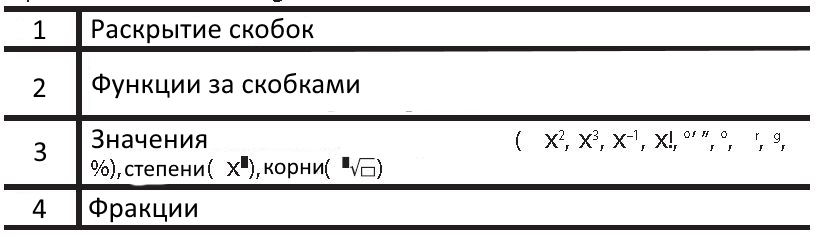 1 Раскрытие скобок
2 Функции за скобками
3 Значения ( x², x³, x⁻¹, x!, °′ ″, °, ʳ, ᵍ,
%), степени( x■), корни( ■√□)
4 Фракции